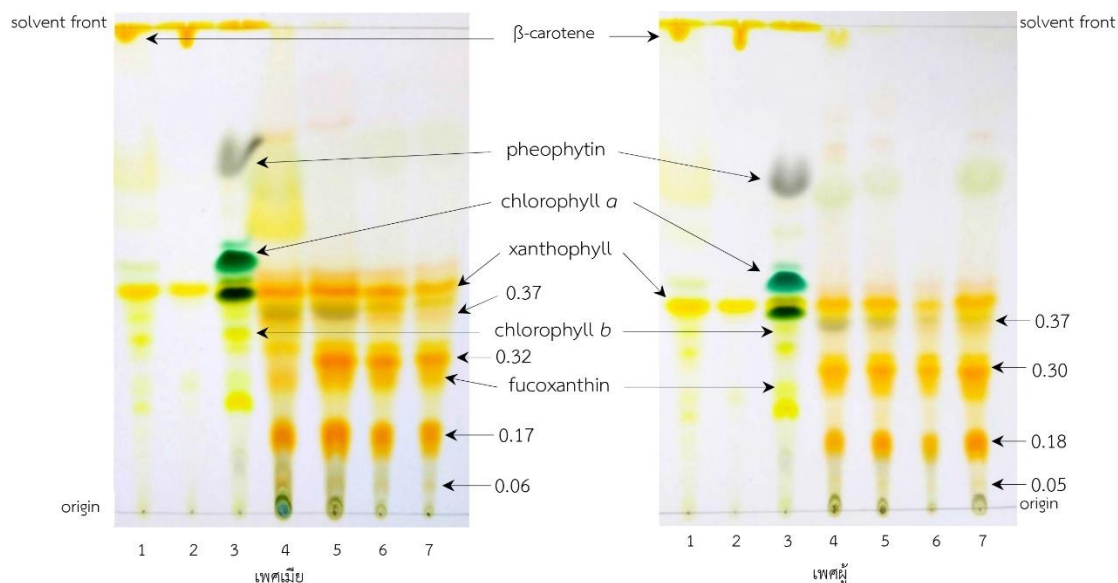 solvent front
β-carotene
solvent front
pheophytin
chlorophyll a
xanthophyll
0.37
chlorophyll b
0.37
0.32
fucoxanthin
0.30
0.17
0.18
0.06
0.05
origin
origin
1 2 3 4 5 6 7
1 2 3 4 5 6 7
เพศเมีย
เพศผู้